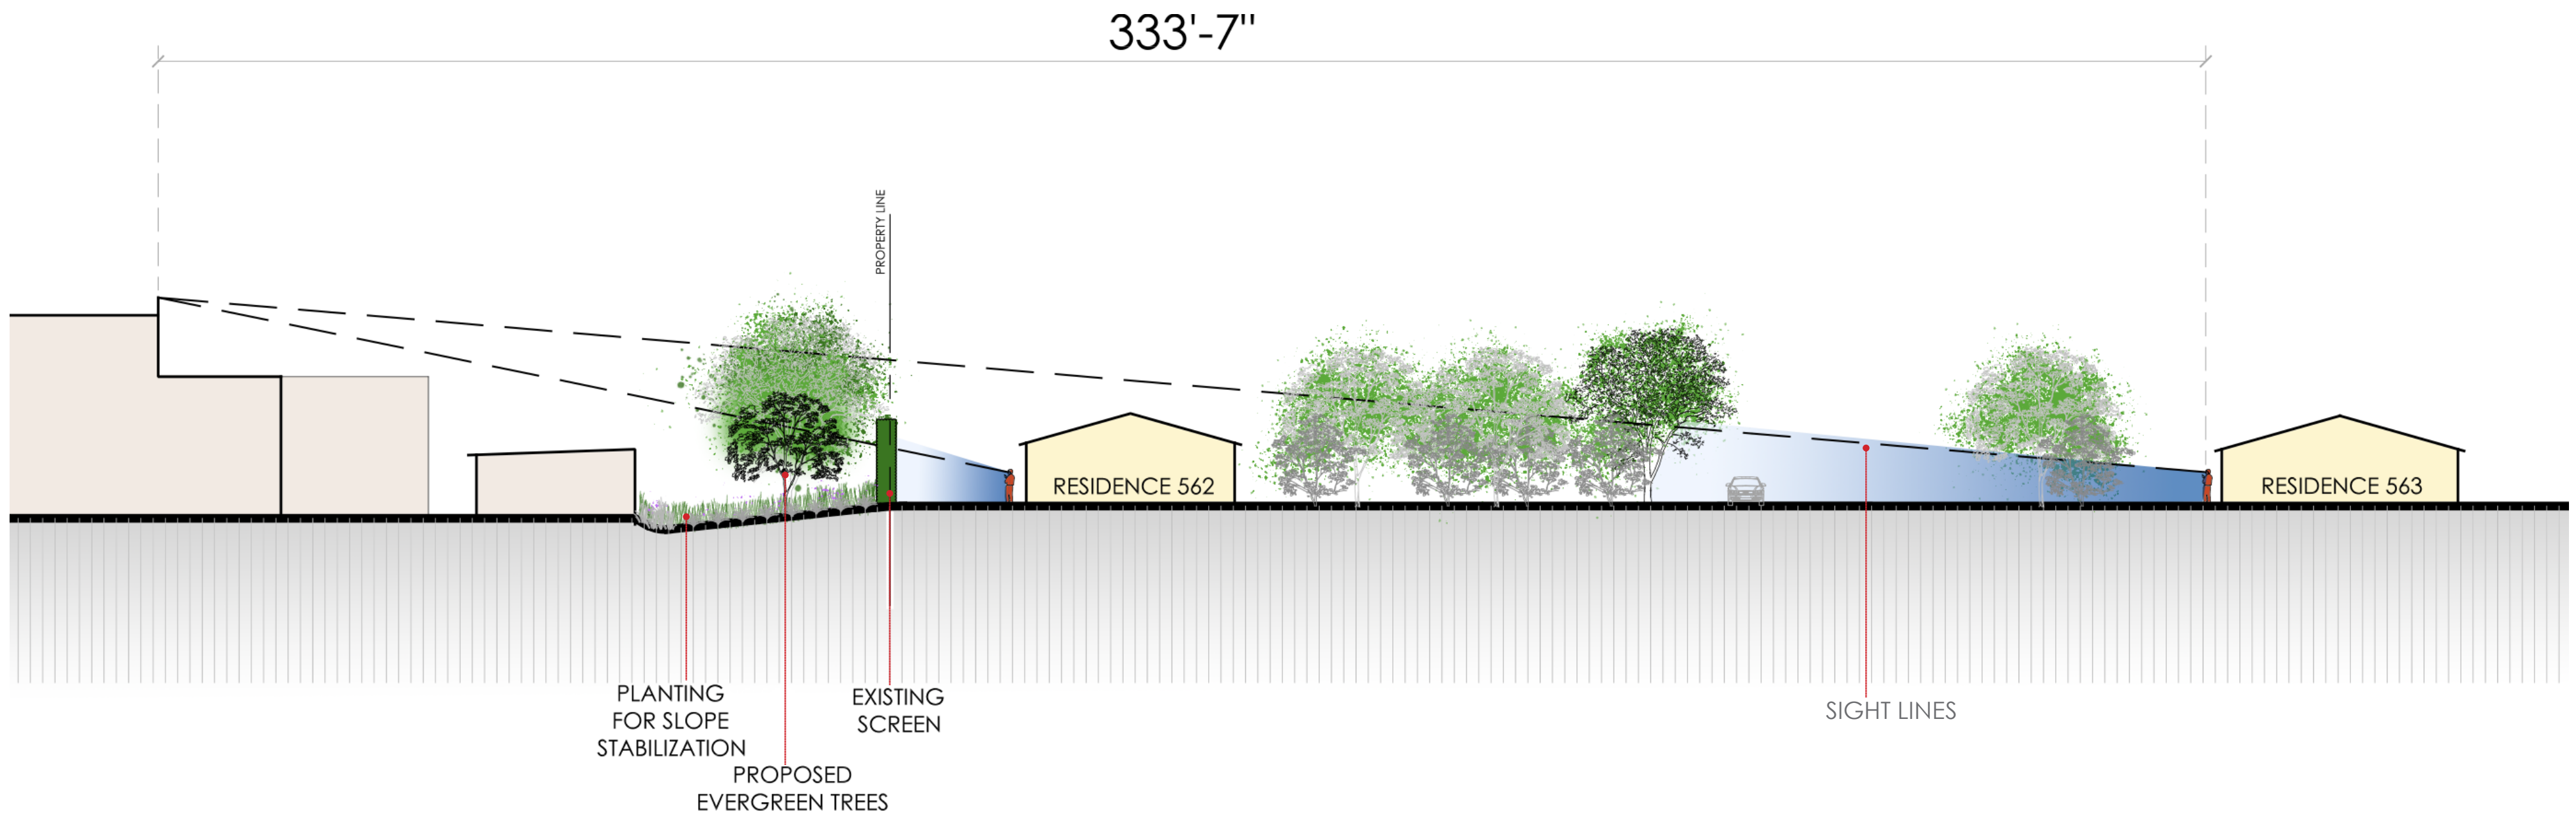 333'-7"
PROPERTY LINE
RESIDENCE 562
RESIDENCE 563
PLANTING
FOR SLOPE
STABILIZATION
EXISTING
SCREEN
SIGHT LINES
PROPOSED
EVERGREEN TREES